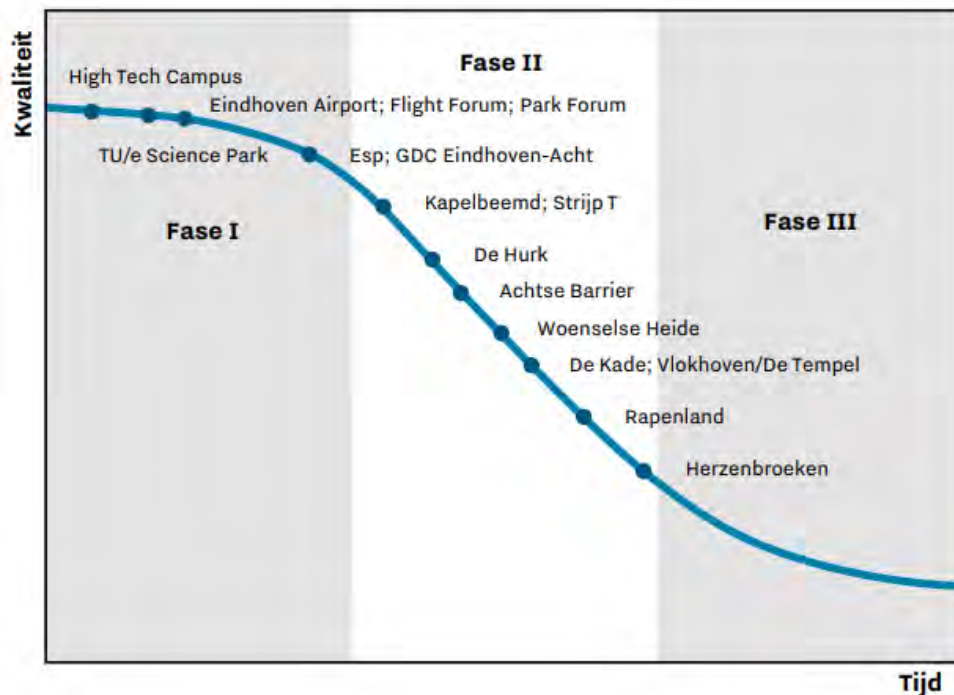 Kwaliteit
Fase II
High Tech Campus
Eindhoven Airport; Flight Forum; Park Forum
TU/e Science Park
Esp; GDC Eindhoven-Acht
Kapelbeemd; Strijp T
Fase I
Fase III
De Hurk
Achtse Barrier
Woenselse Heide
De Kade; Vlokhoven/De Tempel
Rapenland
Herzenbroeken
Tijd